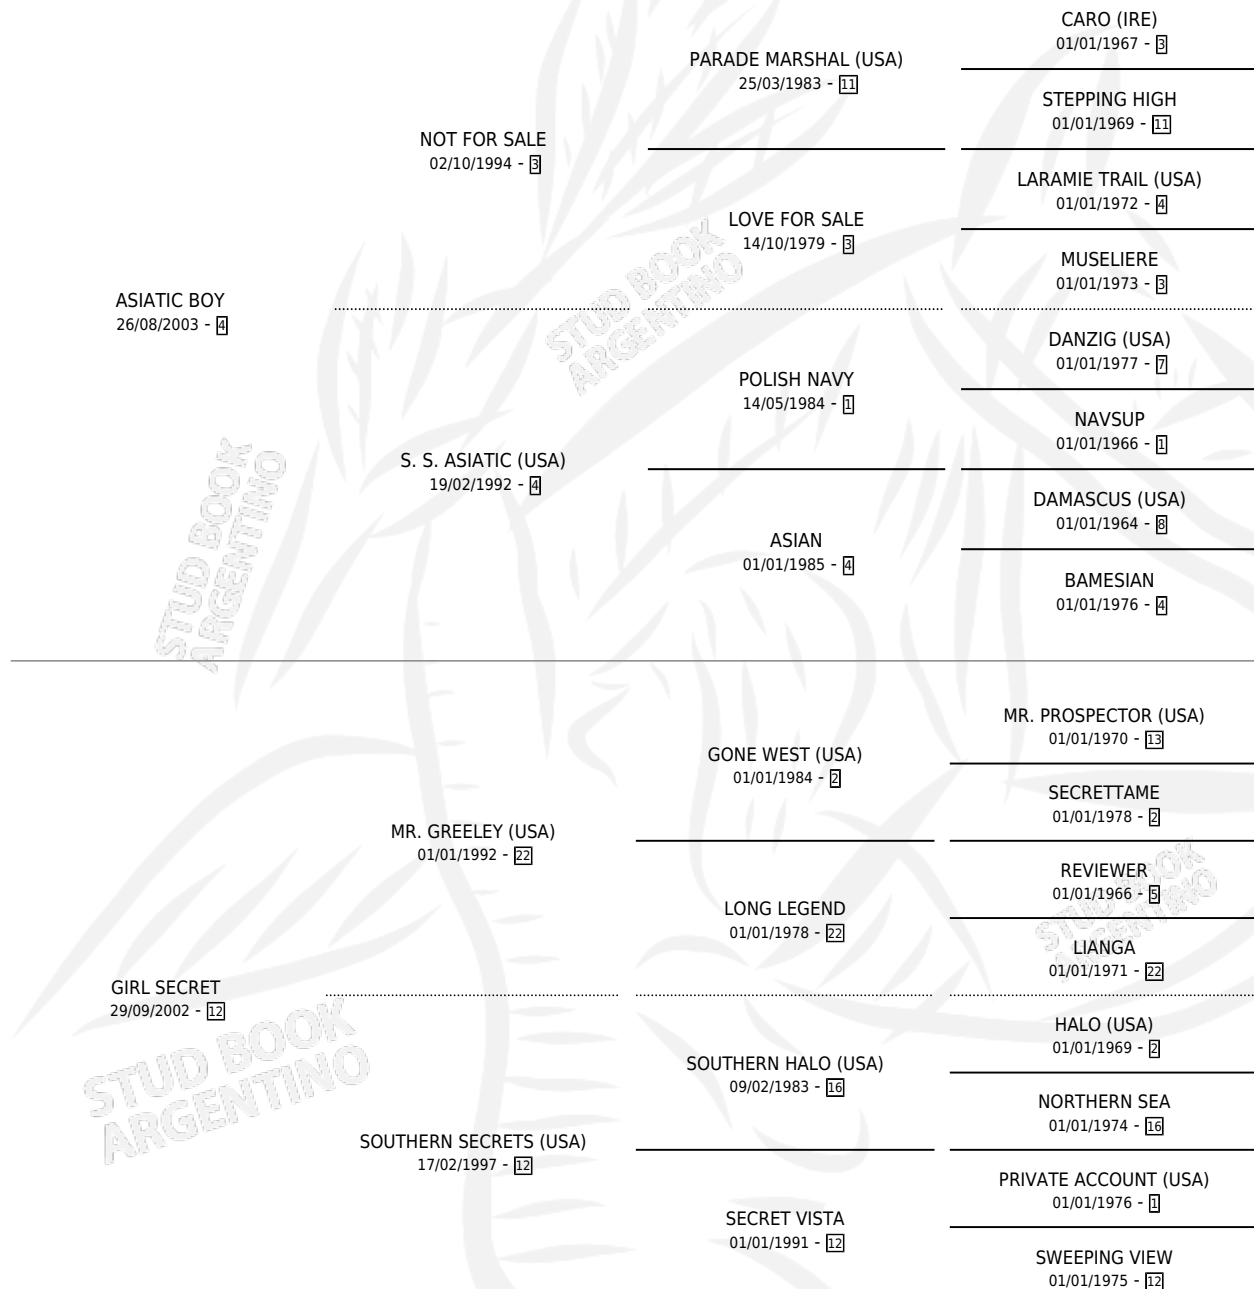 CARO (IRE)
01/01/1967 - 3
PARADE MARSHAL (USA)
25/03/1983 - 11
STEPPING HIGH
01/01/1969 - 11
NOT FOR SALE
02/10/1994 - 3
LARAMIE TRAIL (USA)
01/01/1972 - 4
LOVE FOR SALE
14/10/1979 - 3
MUSELIERE
01/01/1973 - 3
ASIATIC BOY
26/08/2003 - 4
DANZIG (USA)
01/01/1977 - 7
POLISH NAVY
14/05/1984 - 1
NAVSUP
01/01/1966 - 1
S. S. ASIATIC (USA)
19/02/1992 - 4
DAMASCUS (USA)
01/01/1964 - 8
ASIAN
01/01/1985 - 4
BAMESIAN
01/01/1976 - 4
STUD BOOK
ARGENTINO
STUD BOOK
ARGENTINO
MR. PROSPECTOR (USA)
01/01/1970 - 13
GONE WEST (USA)
01/01/1984 - 2
SECRETTAME
01/01/1978 - 2
MR. GREELEY (USA)
01/01/1992 - 22
REVIEWER
01/01/1966 - 5
LONG LEGEND
01/01/1978 - 22
LIANGA
01/01/1971 - 22
GIRL SECRET
29/09/2002 - 12
HALO (USA)
01/01/1969 - 2
SOUTHERN HALO (USA)
09/02/1983 - 16
NORTHERN SEA
01/01/1974 - 16
SOUTHERN SECRETS (USA)
17/02/1997 - 12
PRIVATE ACCOUNT (USA)
01/01/1976 - 1
SECRET VISTA
01/01/1991 - 12
SWEEPING VIEW
01/01/1975 - 12
STUD BOOK
ARGENTINO
STUD BOOK
ARGENTINO